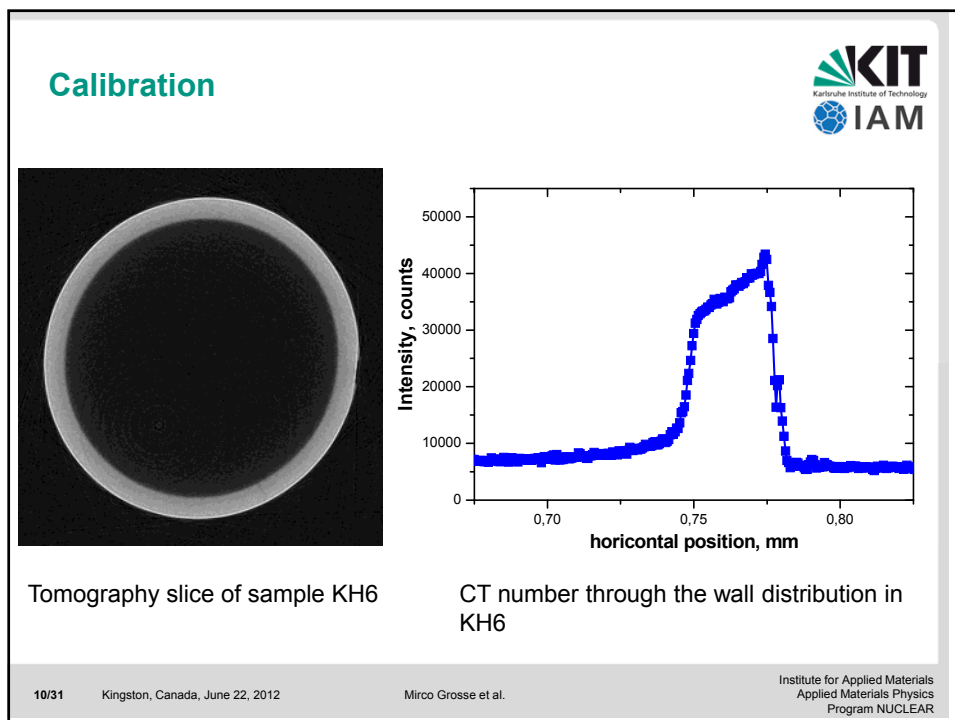 Calibration
KIT
Karlsruhe Institute of Technology
IAM
50000
40000
30000
20000
10000
0
Intensity, counts
0,70
0,75
0,80
horicontal position, mm
Tomography slice of sample KH6
CT number through the wall distribution in
KH6
10/31
Kingston, Canada, June 22, 2012
Mirco Grosse et al.
Institute for Applied Materials
Applied Materials Physics
Program NUCLEAR